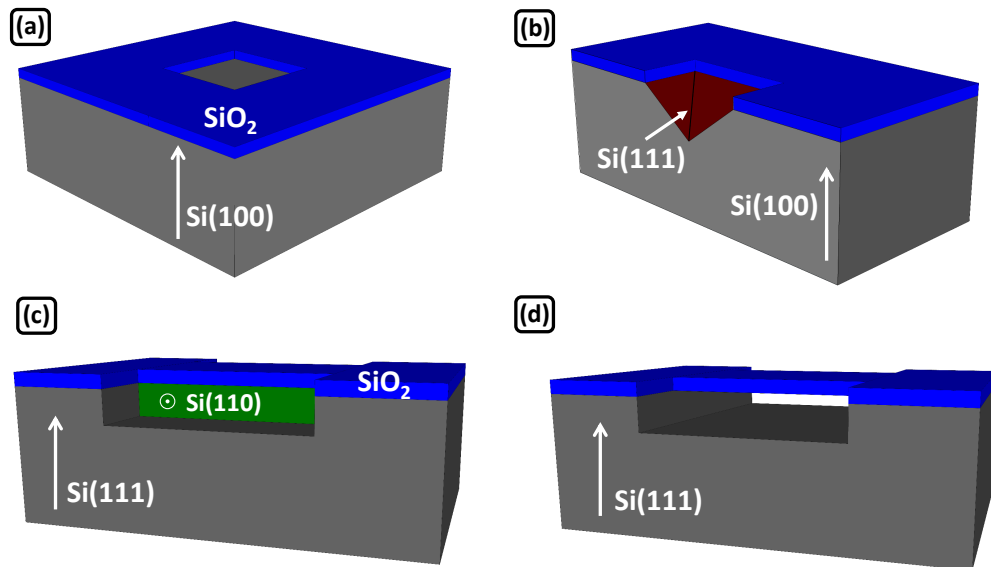 (a)
SiO₂
Si(100)
(b)
Si(111)
Si(100)
(c)
SiO₂
⊙ Si(110)
Si(111)
(d)
Si(111)